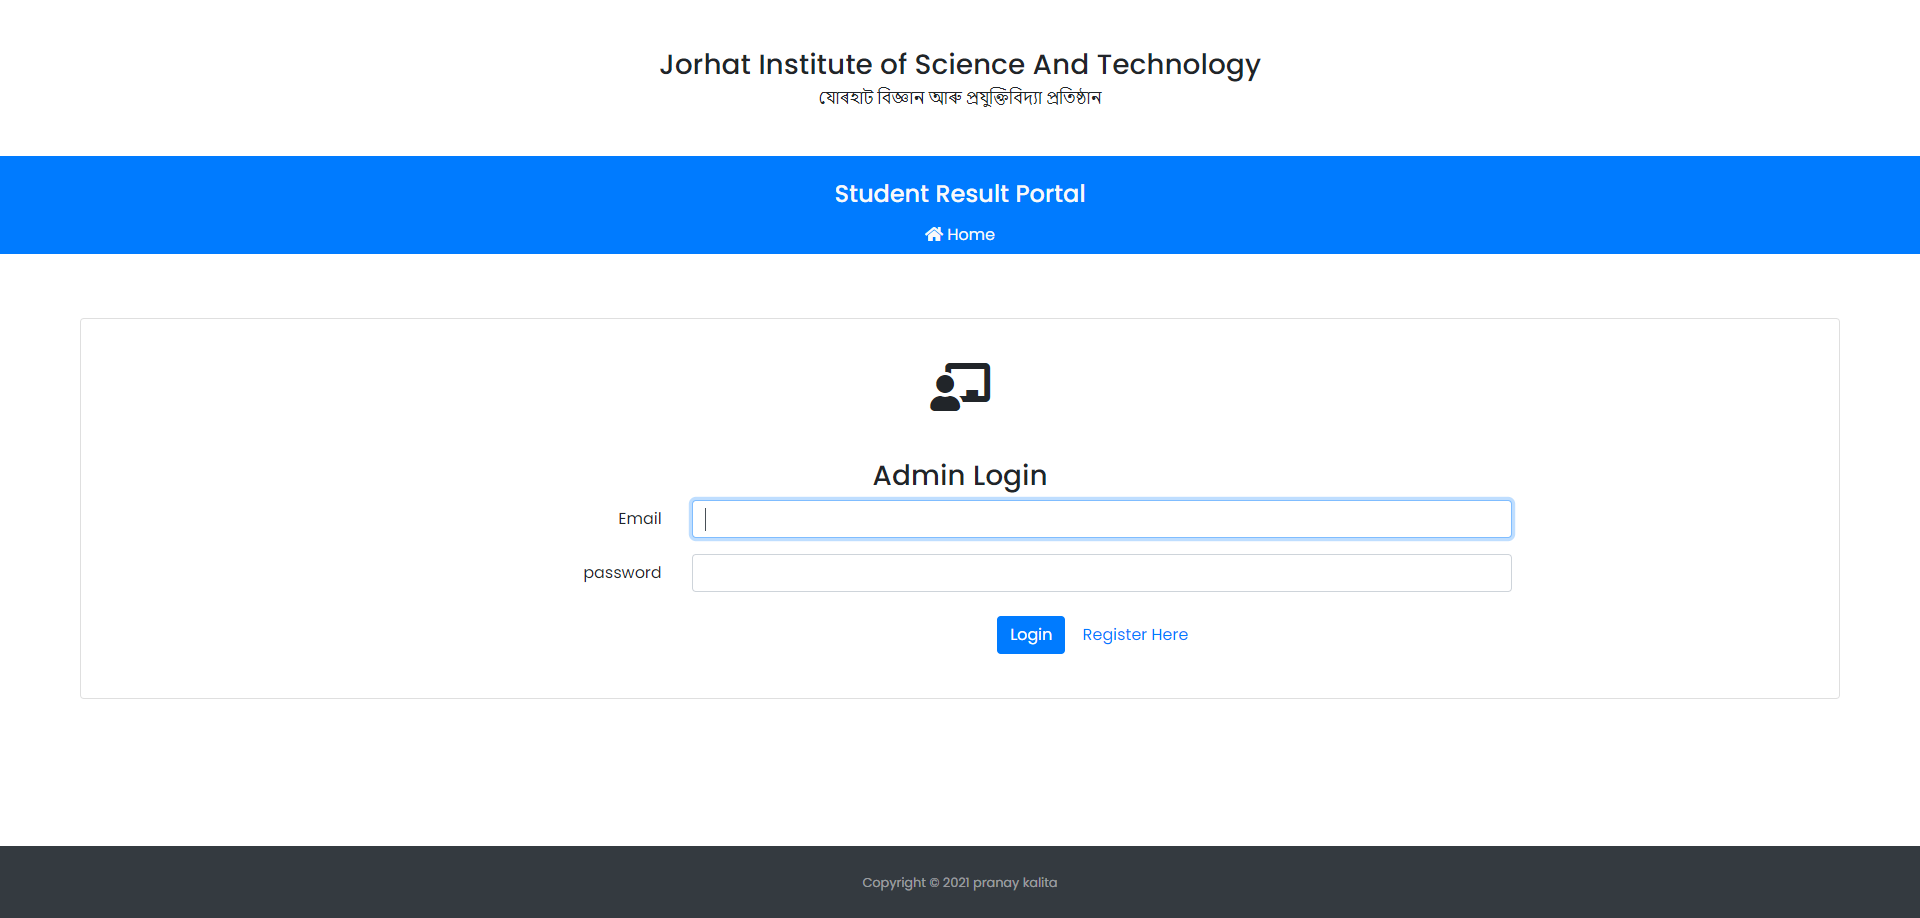 Jorhat Institute of Science And Technology
যোৰহাট বিজ্ঞান আৰু প্ৰযুক্তিবিদ্যা প্ৰতিষ্ঠান
Student Result Portal
Home
Admin Login
Email
password
Login Register Here
Copyright © 2021 pranay kalita